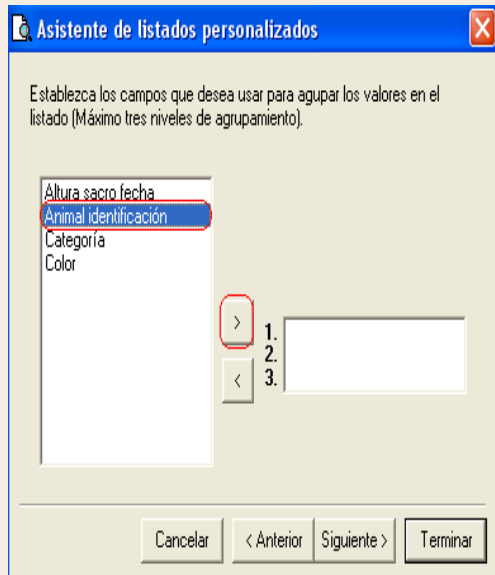 Asistente de listados personalizados
Establezca los campos que desea usar para agupar los valores en el
listado (Máximo tres niveles de agrupamiento).
Altura sacro fecha
Animal identificación
Categoría
Color
>
1.
2.
<
3.
Cancelar
< Anterior
Siguiente >
Terminar